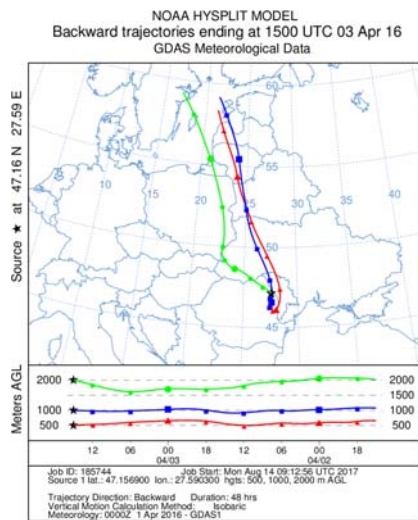 NOAA HYSPLIT MODEL
Backward trajectories ending at 1500 UTC 03 Apr 16
GDAS Meteorological Data
Source ★ at 47.16 N 27.59 E
60
55
50
45
10
15
20
25
30
35
Meters AGL
2000
1000
500
2000
1500
1000
500
12 06 00 18 12 06 00 18
04/03 04/02
Job ID: 185744 Job Start: Mon Aug 14 09:12:56 UTC 2017
Source 1 lat.: 47.156900 lon.: 27.590300 hgts: 500, 1000, 2000 m AGL
Trajectory Direction: Backward Duration: 48 hrs
Vertical Motion Calculation Method: Isobaric
Meteorology: 0000Z 1 Apr 2016 - GDAS1